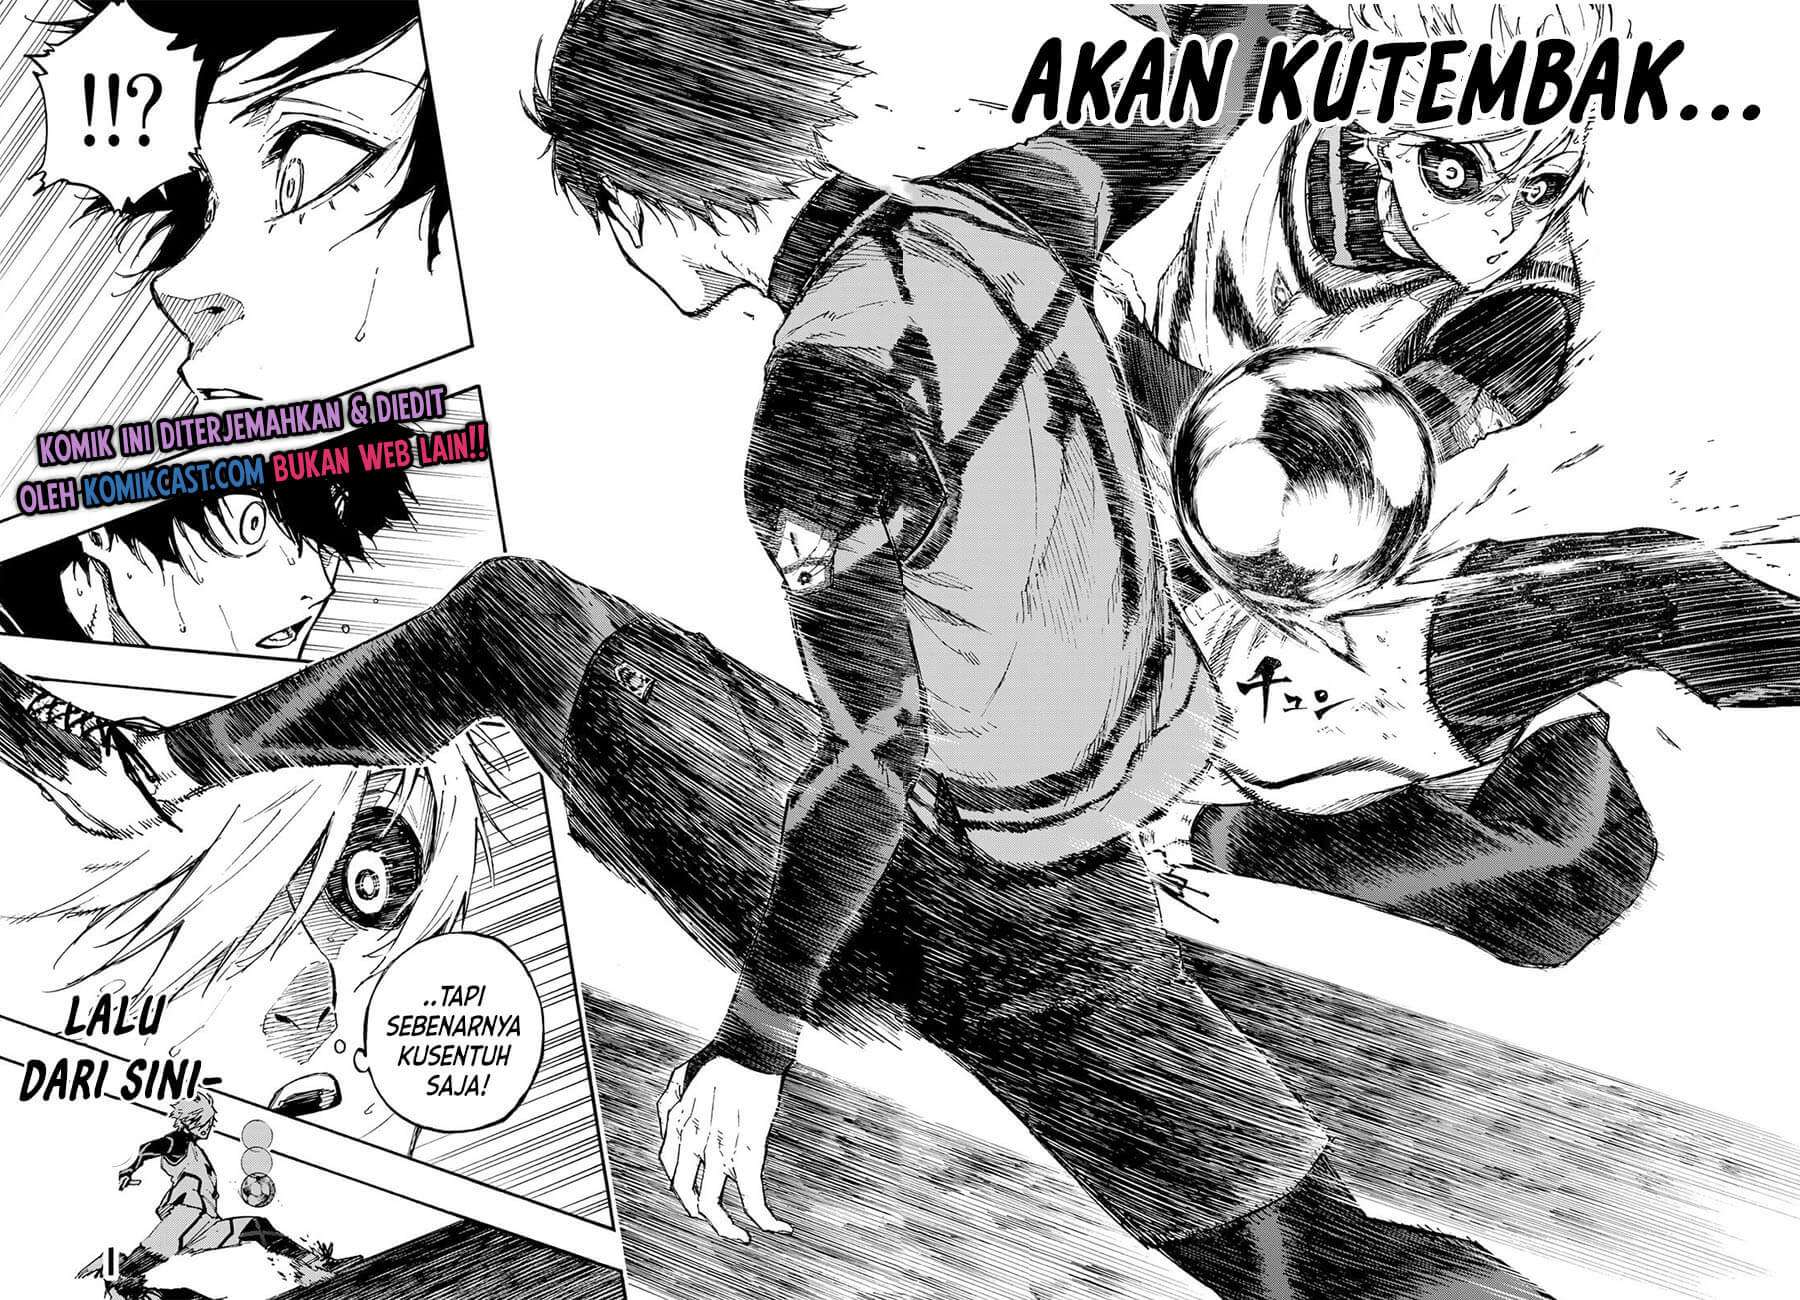 AKAN KUTEMBAK...
チュン
!!?
KOMIK INI DITERJEMAHKAN & DIEDIT
OLEH KOMIKCAST.COM BUKAN WEB LAIN!!
..TAPI
SEBENARNYA
KUSENTUH
SAJA!
LALU
DARI SINI-